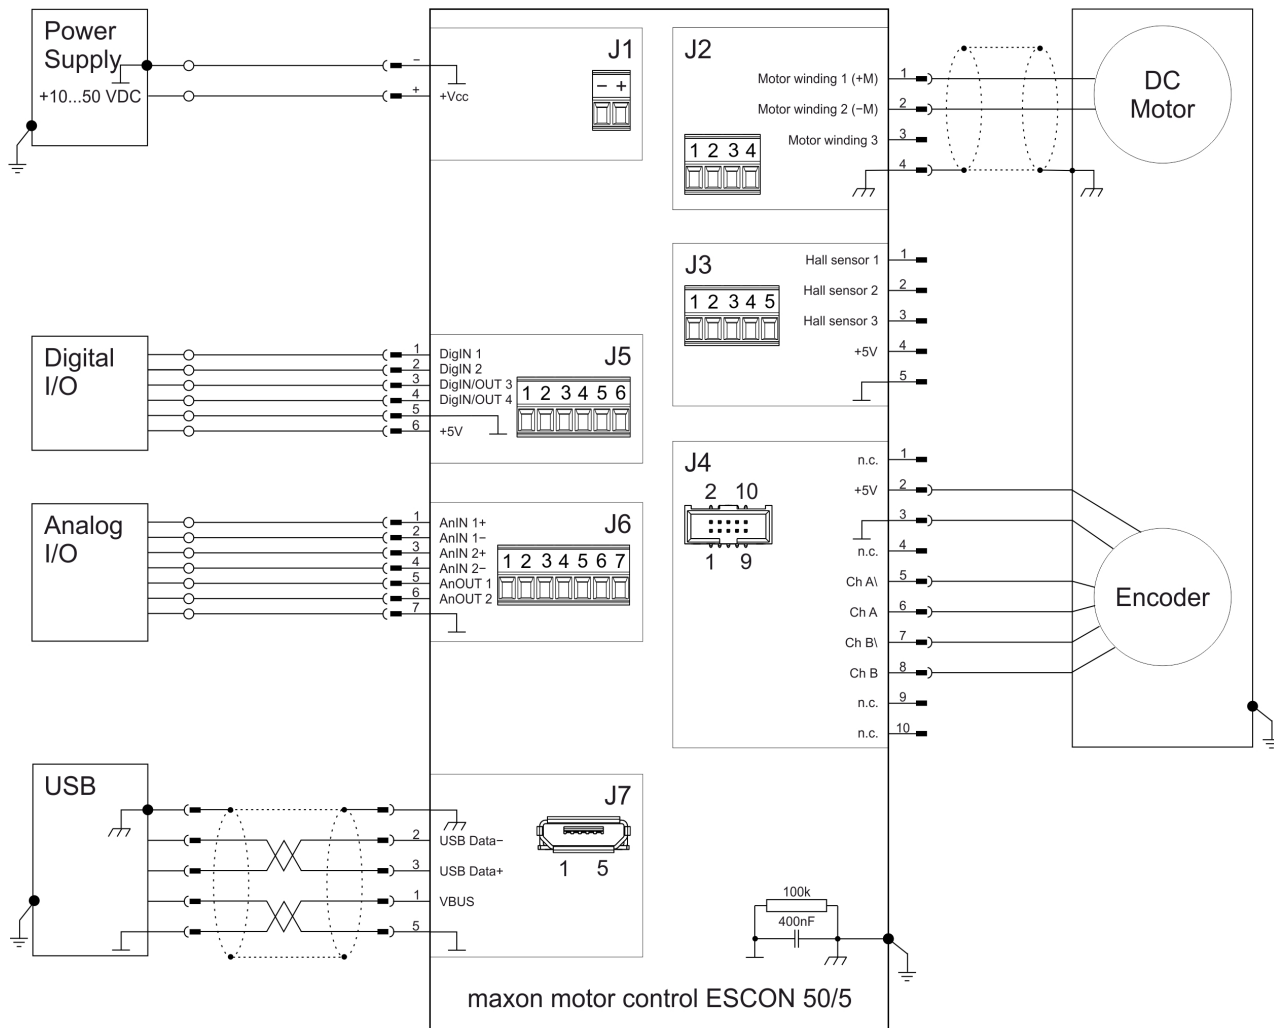 Power
Supply
+10...50 VDC
−
+
+Vcc
J1
− +
J2
1 2 3 4
Motor winding 1 (+M) 1
Motor winding 2 (−M) 2
Motor winding 3 3
4
DC
Motor
J3
1 2 3 4 5
Hall sensor 1 1
Hall sensor 2 2
Hall sensor 3 3
+5V 4
5
Digital
I/O
1 DigIN 1
2 DigIN 2
3 DigIN/OUT 3
4 DigIN/OUT 4
5
6 +5V
J5
1 2 3 4 5 6
J4
2 10
1 9
n.c. 1
+5V 2
3
n.c. 4
Ch A\ 5
Ch A 6
Ch B\ 7
Ch B 8
n.c. 9
n.c. 10
Encoder
Analog
I/O
1 AnIN 1+
2 AnIN 1−
3 AnIN 2+
4 AnIN 2−
5 AnOUT 1
6 AnOUT 2
7
J6
1 2 3 4 5 6 7
USB
2 USB Data−
3 USB Data+
1 VBUS
5
J7
1 5
100k
400nF
maxon motor control ESCON 50/5